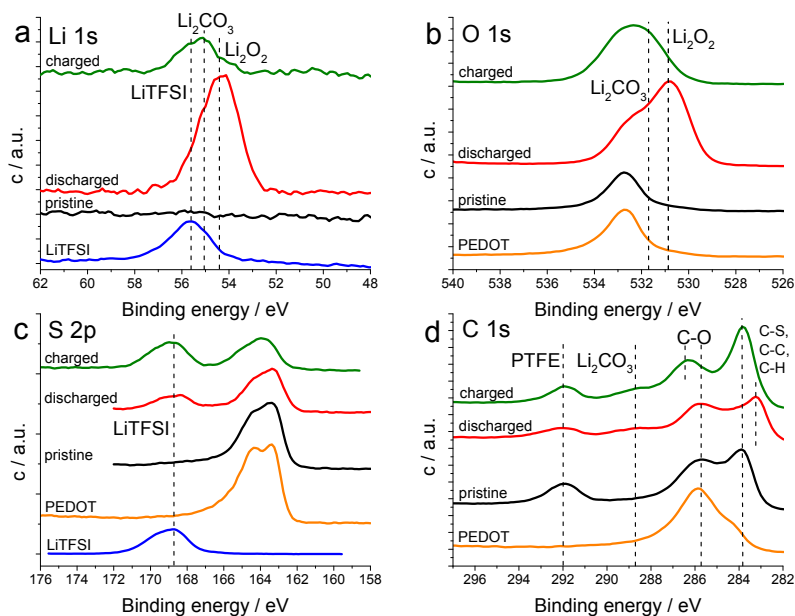 a Li 1s
Li₂CO₃
Li₂O₂
charged
LiTFSI
discharged
pristine
LiTFSI
c / a.u.
62 60 58 56 54 52 50 48
Binding energy / eV
b O 1s
Li₂O₂
charged
Li₂CO₃
discharged
pristine
PEDOT
c / a.u.
540 538 536 534 532 530 528 526
Binding energy / eV
c S 2p
charged
discharged
LiTFSI
pristine
PEDOT
LiTFSI
c / a.u.
176 174 172 170 168 166 164 162 160 158
Binding energy / eV
d C 1s
C-O
C-S,
C-C,
C-H
PTFE Li₂CO₃
charged
discharged
pristine
PEDOT
c / a.u.
296 294 292 290 288 286 284 282
Binding energy / eV